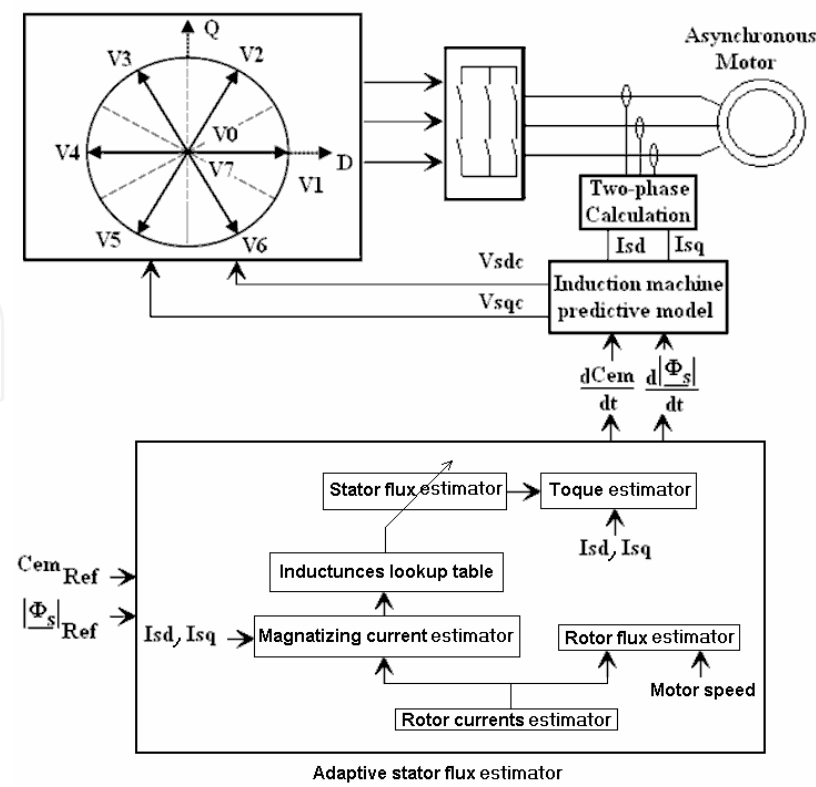 Q
V3
V2
V0
V4
V7
D
V1
V5
V6
Asynchronous
Motor
Two-phase
Calculation
Isd
Isq
Vsdc
Vsqc
Induction machine
predictive model
dCem
dt
d|Φs|
dt
Stator flux estimator
Toque estimator
Isd, Isq
Inductunces lookup table
Cem Ref
|Φs| Ref
Isd, Isq
Magnatizing current estimator
Rotor flux estimator
Motor speed
Rotor currents estimator
Adaptive stator flux estimator